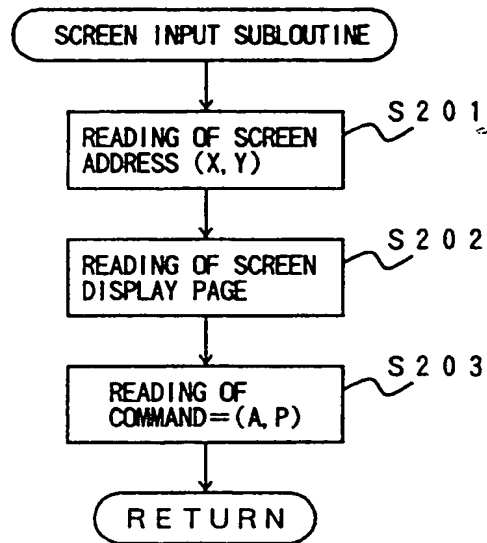 SCREEN INPUT SUBLOUTINE
S201
READING OF SCREEN
ADDRESS (X, Y)
S202
READING OF SCREEN
DISPLAY PAGE
S203
READING OF
COMMAND=(A, P)
RETURN